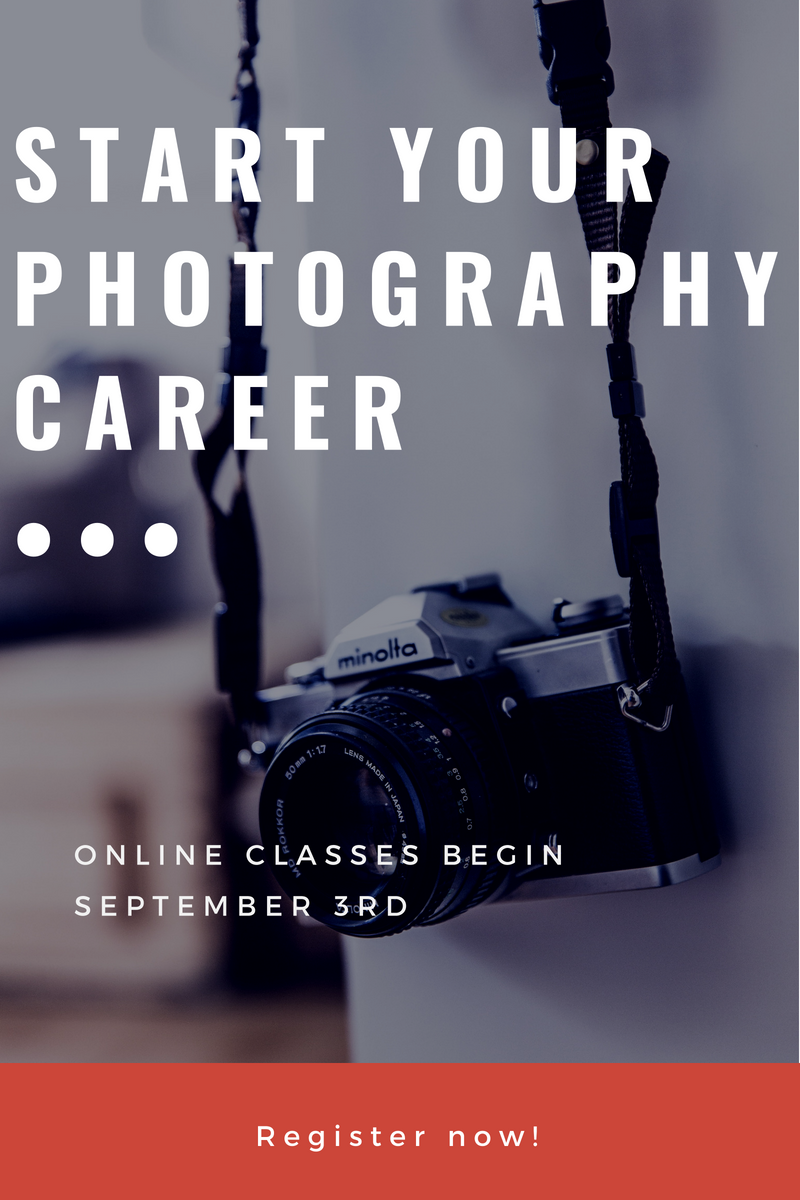 START YOUR
PHOTOGRAPHY
CAREER
minolta
50mm 1:1.7
LENS MADE IN JAPAN
ROKKOR
ONLINE CLASSES BEGIN
SEPTEMBER 3RD
Register now!